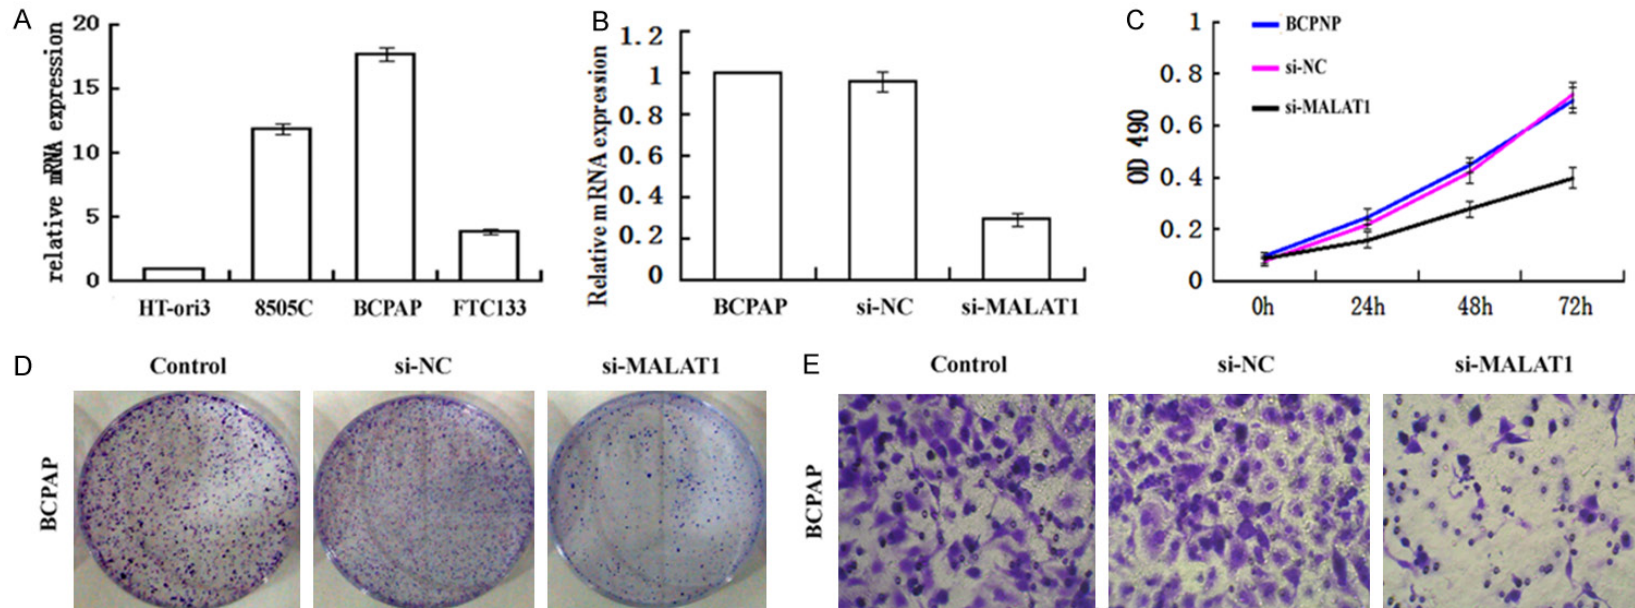 A
relative mRNA expression
20
15
10
5
0
HT-ori3 8505C BCPAP FTC133
B
Relative mRNA expression
1.2
1
0.8
0.6
0.4
0.2
0
BCPAP si-NC si-MALAT1
C
OD 490
1
0.8
0.6
0.4
0.2
0
BCPNP
si-NC
si-MALAT1
0h 24h 48h 72h
D
Control si-NC si-MALAT1
BCPAP
E
Control si-NC si-MALAT1
BCPAP